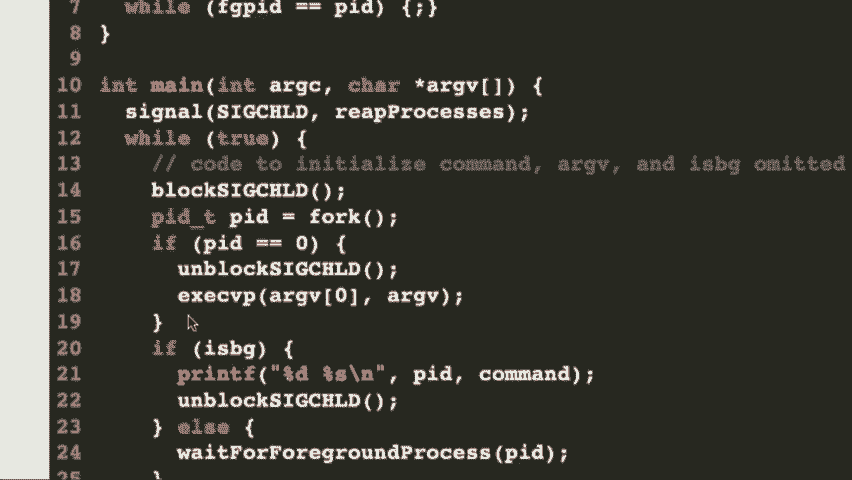 7 while (fgpid == pid) {;}
8 }
9
10 int main(int argc, char *argv[]) {
11 signal(SIGCHLD, reapProcesses);
12 while (true) {
13 // code to initialize command, argv, and isbg omitted
14 blockSIGCHLD();
15 pid_t pid = fork();
16 if (pid == 0) {
17 unblockSIGCHLD();
18 execvp(argv[0], argv);
19 }
20 if (isbg) {
21 printf("%d %s\n", pid, command);
22 unblockSIGCHLD();
23 } else {
24 waitForForegroundProcess(pid);
25 }